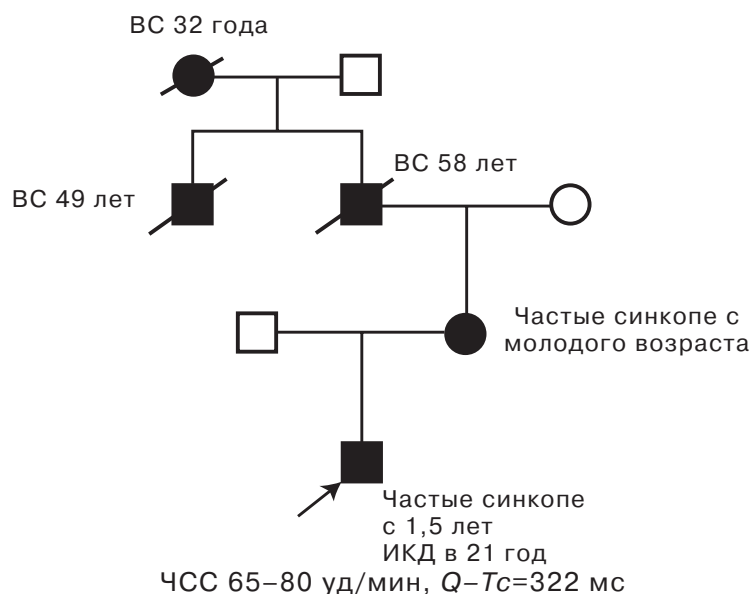 ВС 32 года
ВС 58 лет
ВС 49 лет
Частые синкопе с
молодого возраста
Частые синкопе
с 1,5 лет
ИКД в 21 год
ЧСС 65–80 уд/мин, Q–Tc=322 мс